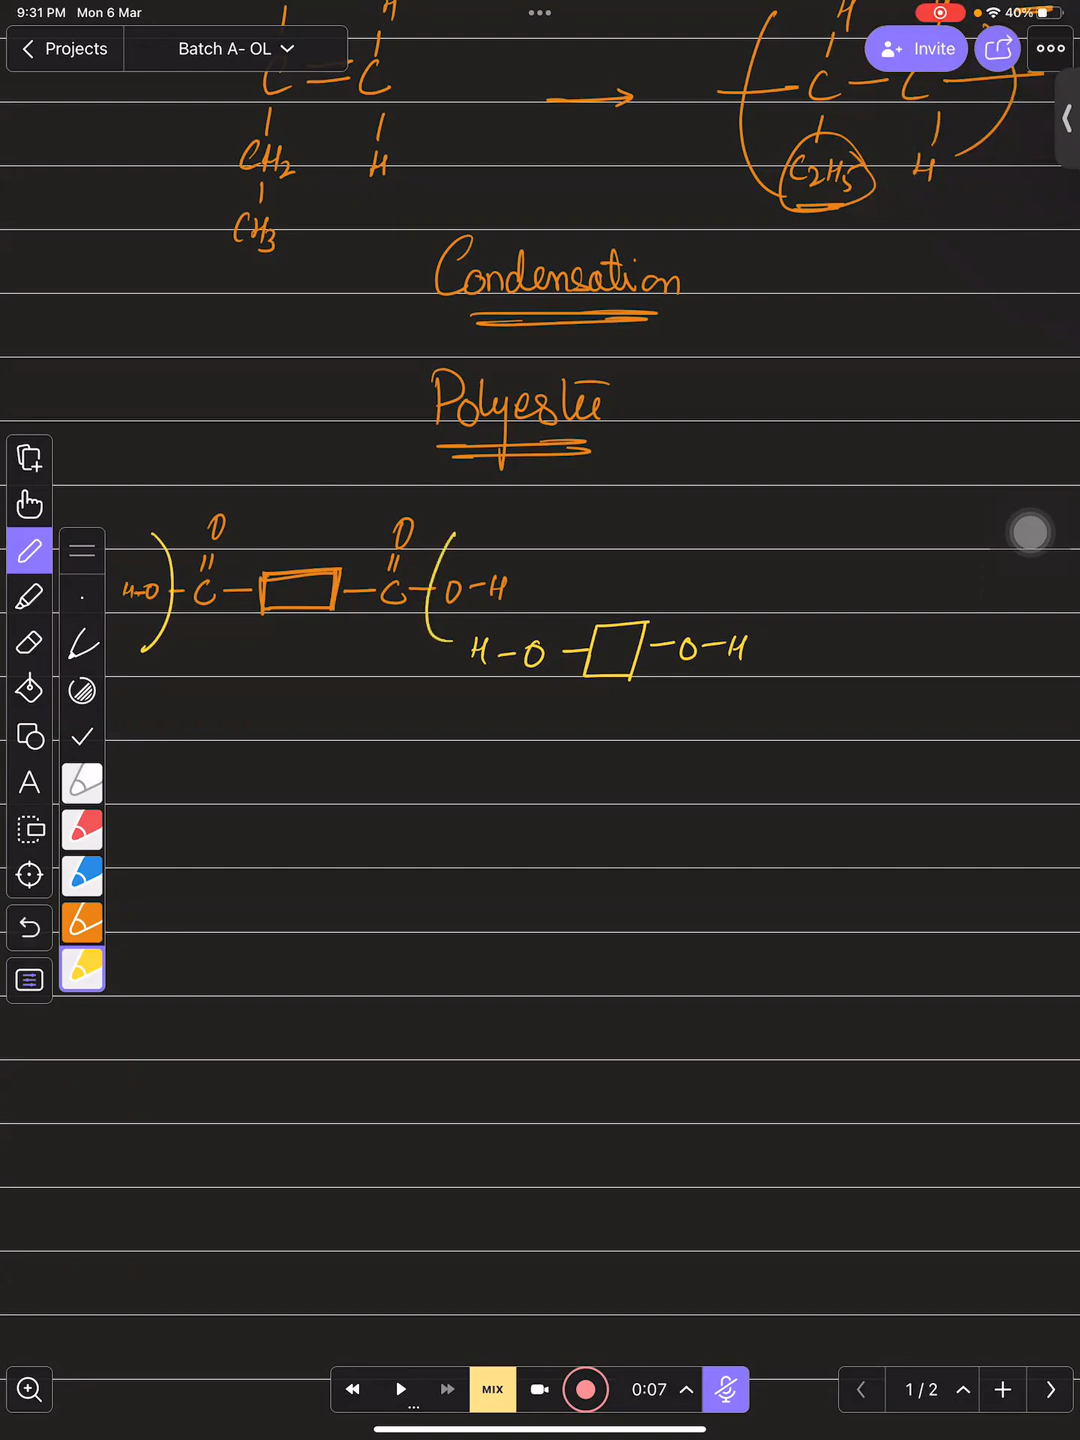 9:31 PM Mon 6 Mar
40%
Projects
Batch A- OL
Invite
H
H
C = C
C - C
CH2
H
C2H5
H
CH3
Condensation
Polyester
O
O
H-O - C - - C - O - H
H - O - - O - H
A
MIX
0:07
1 / 2